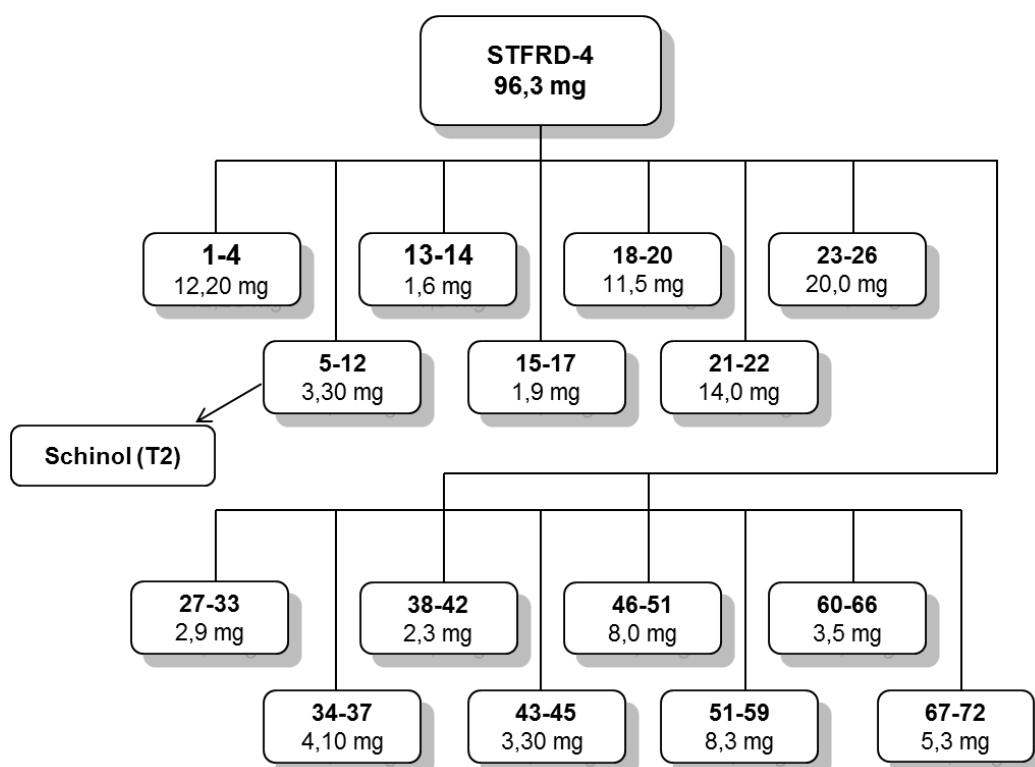 STFRD-4
96,3 mg
1-4
12,20 mg
13-14
1,6 mg
18-20
11,5 mg
23-26
20,0 mg
5-12
3,30 mg
15-17
1,9 mg
21-22
14,0 mg
Schinol (T2)
27-33
2,9 mg
38-42
2,3 mg
46-51
8,0 mg
60-66
3,5 mg
34-37
4,10 mg
43-45
3,30 mg
51-59
8,3 mg
67-72
5,3 mg